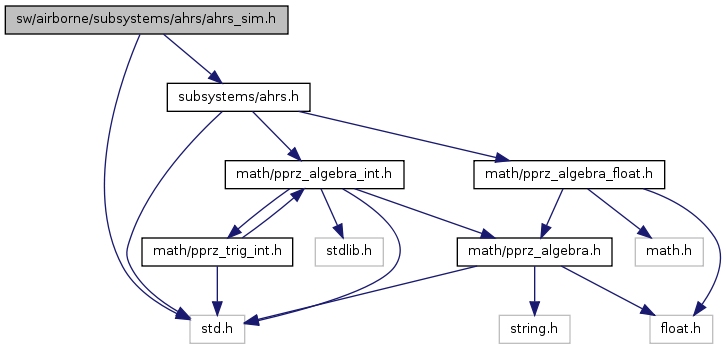 sw/airborne/subsystems/ahrs/ahrs_sim.h
subsystems/ahrs.h
math/pprz_algebra_int.h
math/pprz_algebra_float.h
math/pprz_trig_int.h
stdlib.h
math/pprz_algebra.h
math.h
std.h
string.h
float.h